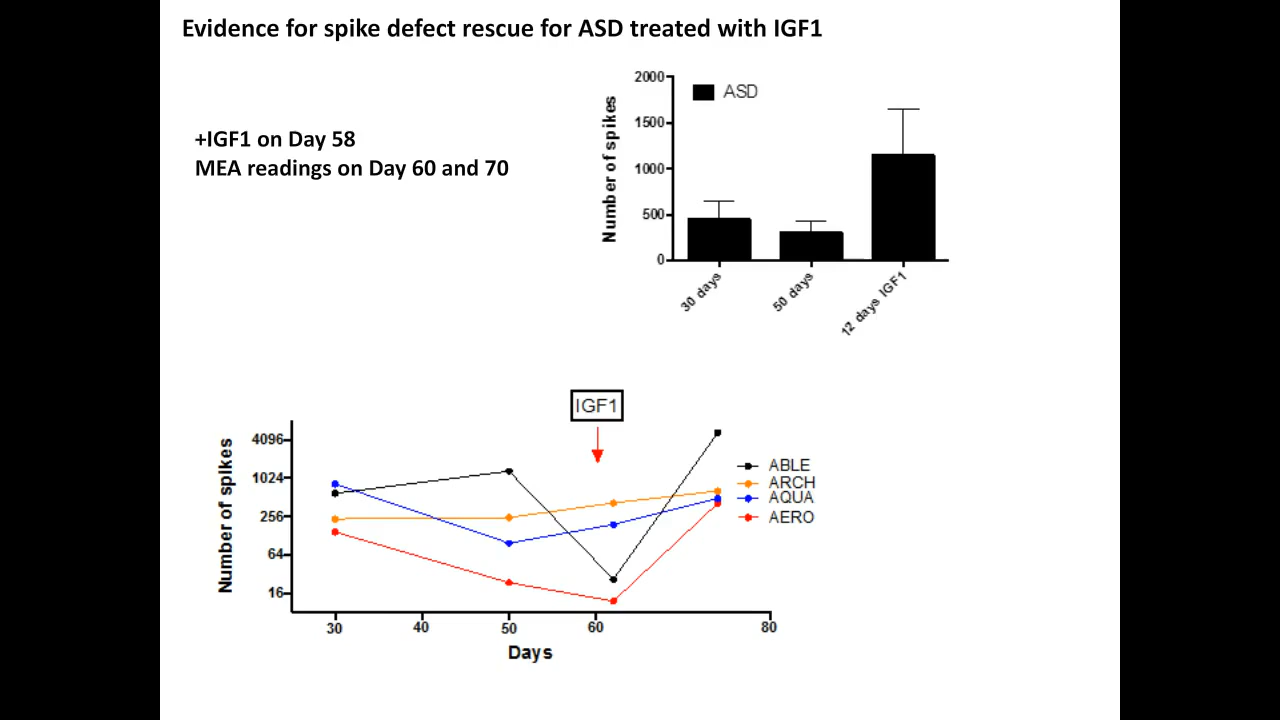 Evidence for spike defect rescue for ASD treated with IGF1
+IGF1 on Day 58
MEA readings on Day 60 and 70
Number of spikes
2000
1500
1000
500
0
ASD
30 days
50 days
12 days IGF1
IGF1
Number of spikes
4096
1024
256
64
16
30
40
50
60
80
Days
ABLE
ARCH
AQUA
AERO